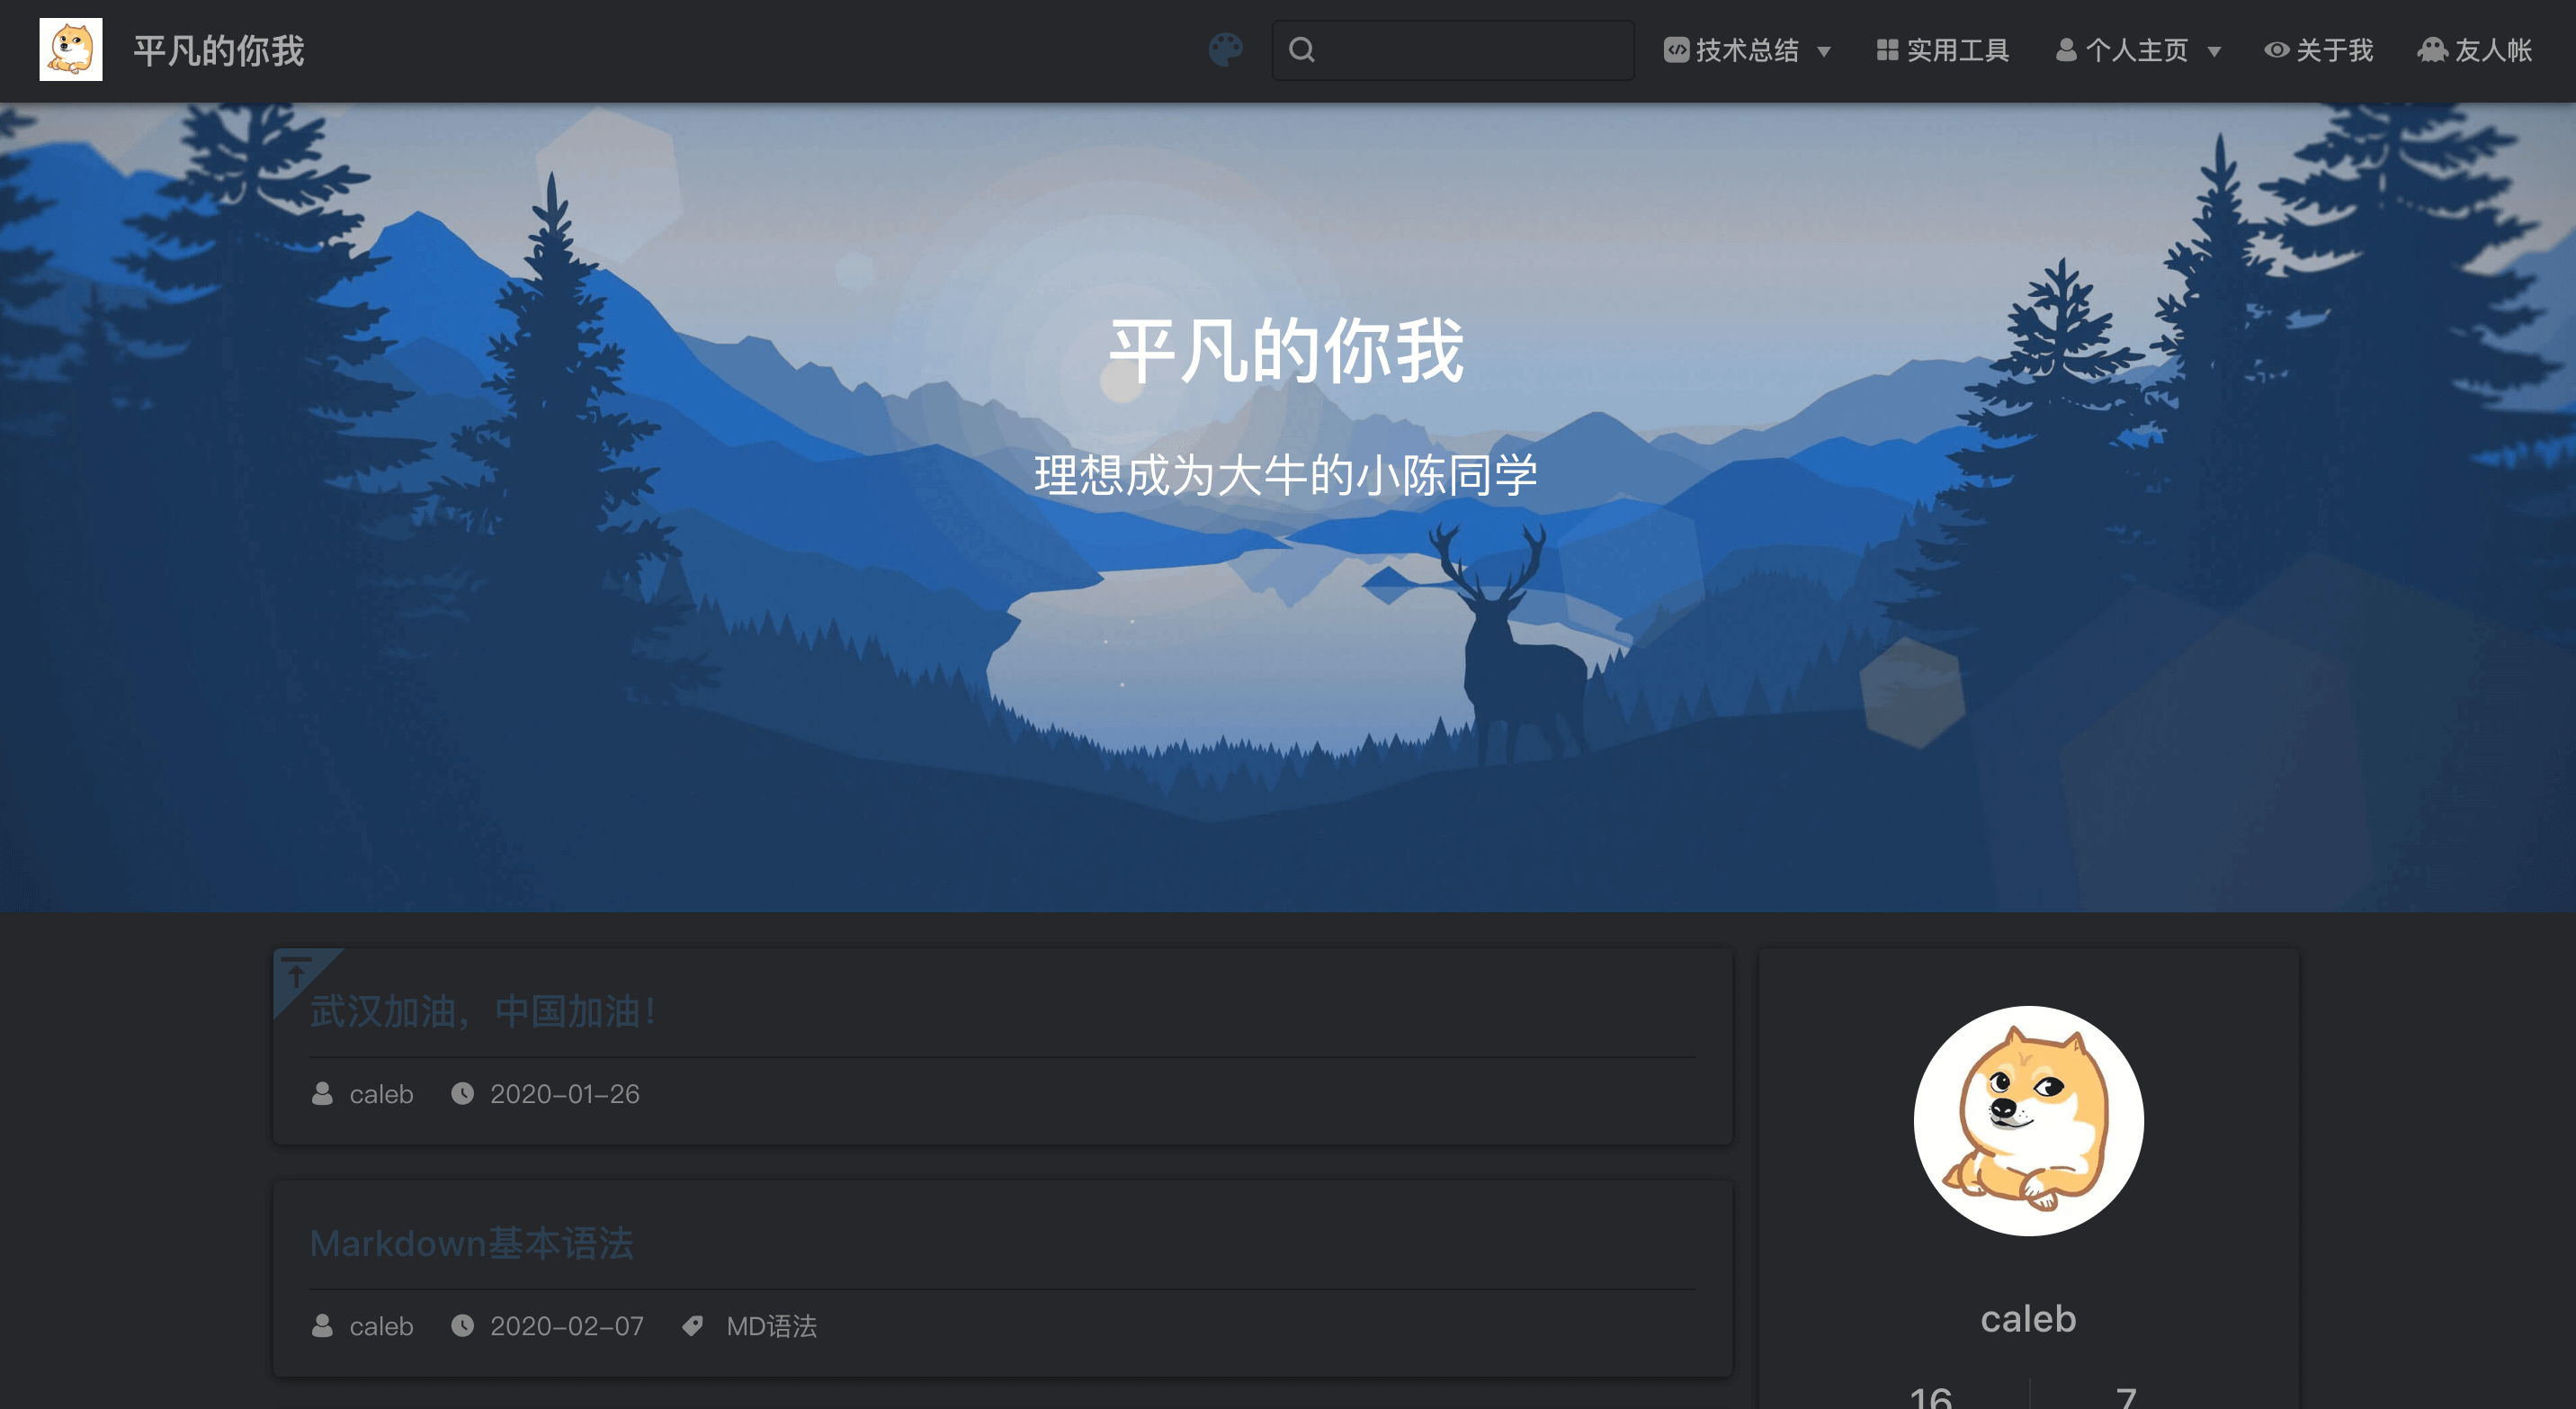 平凡的你我
技术总结 实用工具 个人主页 关于我 友人帐
平凡的你我
理想成为大牛的小陈同学
武汉加油，中国加油！
caleb 2020-01-26
Markdown基本语法
caleb 2020-02-07 MD语法
caleb
16 7